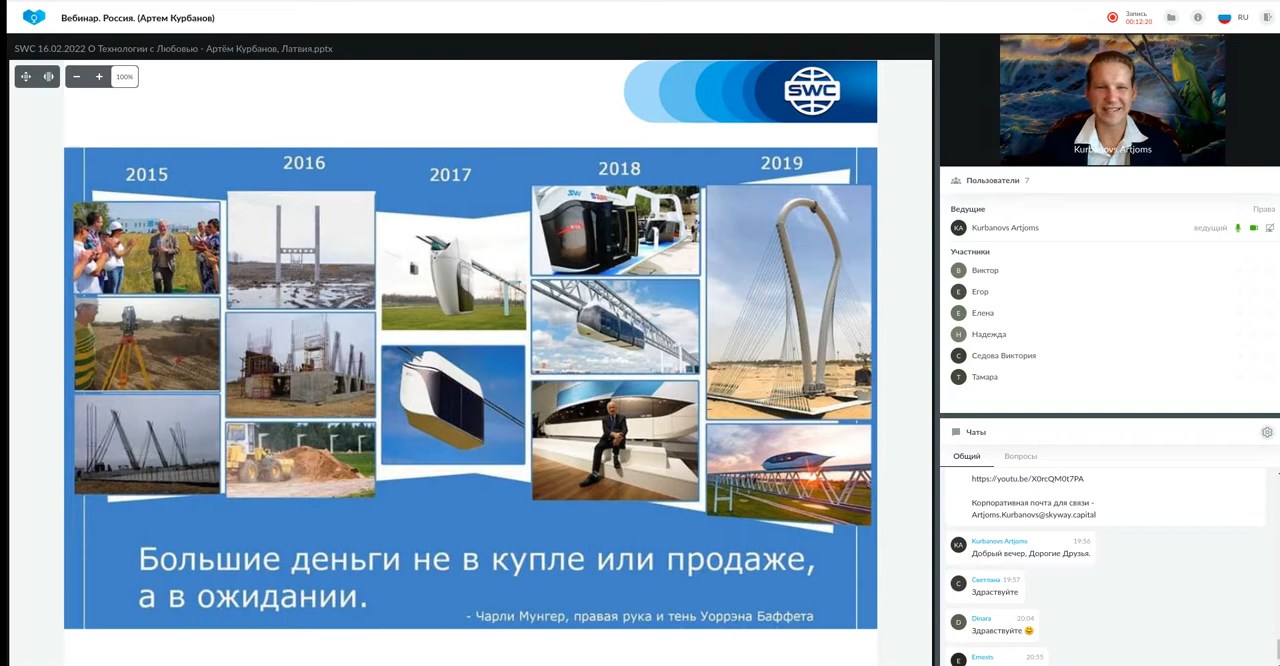 Вебинар. Россия. (Артем Курбанов)
Запись
00:12:20
RU
SWC 16.02.2022 О Технологии с Любовью - Артём Курбанов, Латвия.pptx
100%
SWC
2015
2016
2017
2018
2019
Большие деньги не в купле или продаже,
а в ожидании.
- Чарли Мунгер, правая рука и тень Уоррэна Баффета
Kurbanovs Artjoms
Пользователи 7
Ведущие Права
KA Kurbanovs Artjoms ведущий
Участники
В Виктор
Е Егор
Е Елена
Н Надежда
С Седова Виктория
Т Тамара
Чаты
Общий Вопросы
https://youtu.be/X0rcQM0t7PA
Корпоративная почта для связи -
Artjoms.Kurbanovs@skyway.capital
KA Kurbanovs Artjoms 19:56
Добрый вечер, Дорогие Друзья.
С Светлана 19:57
Здраствуйте
D Dinara 20:04
Здравствуйте 😊
E Ernests 20:55